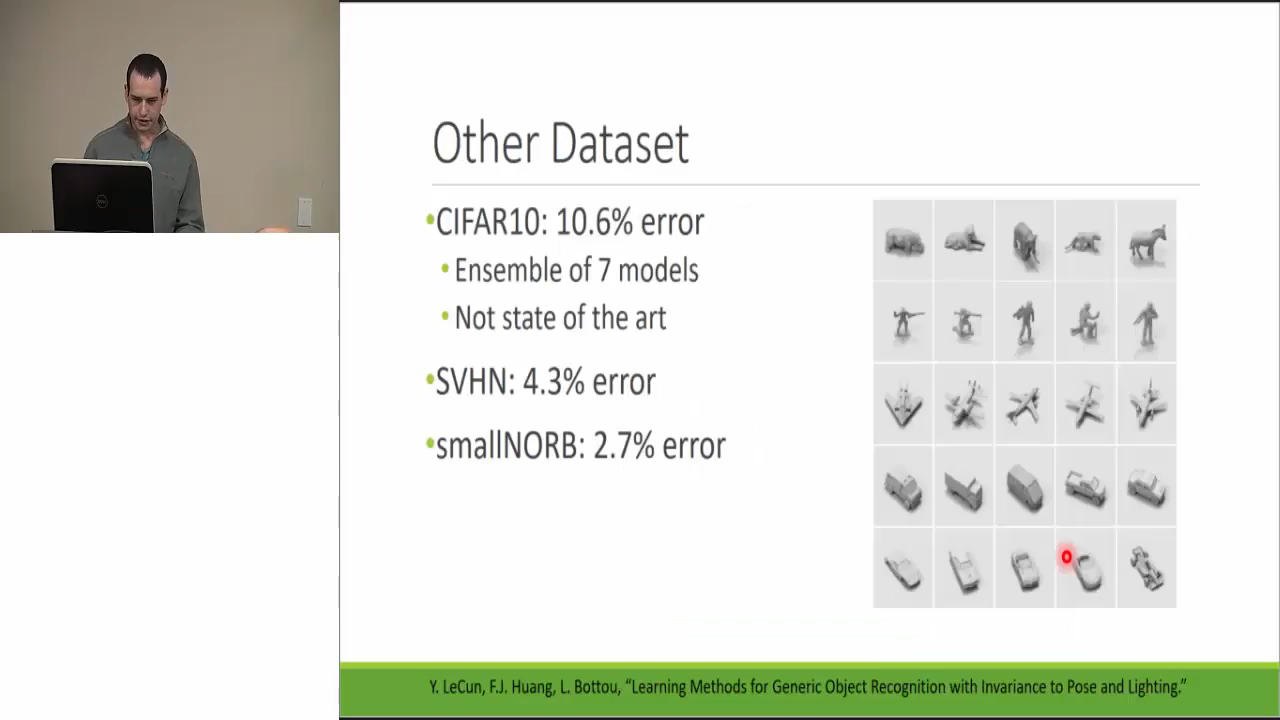 Other Dataset
•CIFAR10: 10.6% error
•Ensemble of 7 models
•Not state of the art
•SVHN: 4.3% error
•smallNORB: 2.7% error
Y. LeCun, F.J. Huang, L. Bottou, “Learning Methods for Generic Object Recognition with Invariance to Pose and Lighting.”